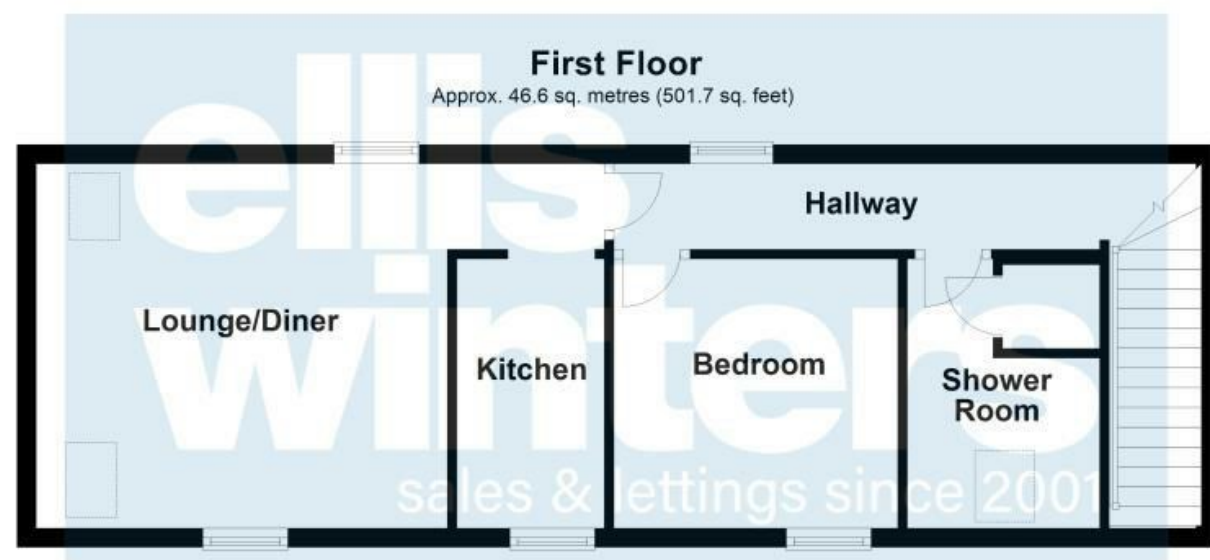 First Floor
Approx. 46.6 sq. metres (501.7 sq. feet)
ellis
winters
sales & lettings since 2001
Hallway
Lounge/Diner
Kitchen
Bedroom
Shower
Room